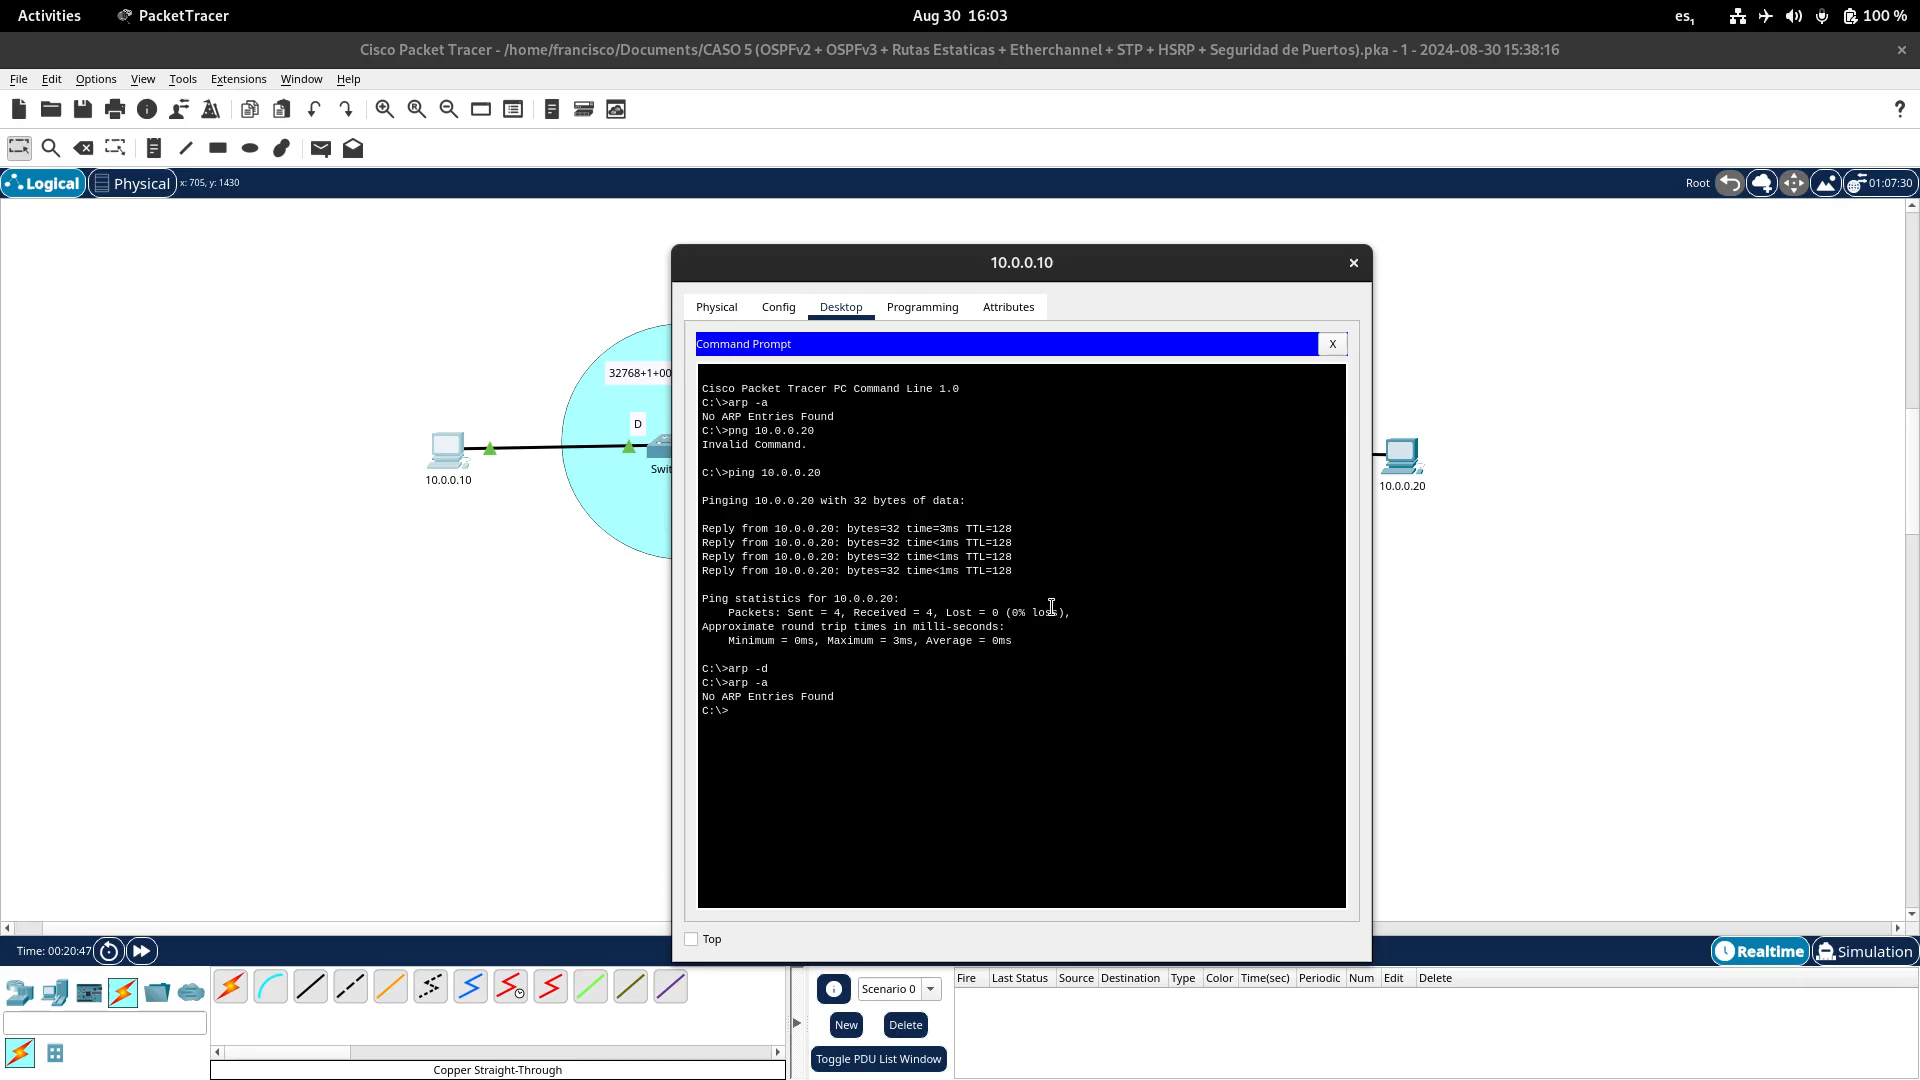 Activities
PacketTracer
Aug 30 16:03
es1
100 %
Cisco Packet Tracer - /home/francisco/Documents/CASO 5 (OSPFv2 + OSPFv3 + Rutas Estaticas + Etherchannel + STP + HSRP + Seguridad de Puertos).pka - 1 - 2024-08-30 15:38:16
File Edit Options View Tools Extensions Window Help
Logical
Physical
x: 705, y: 1430
Root
01:07:30
10.0.0.10
Physical Config Desktop Programming Attributes
Command Prompt
X
Cisco Packet Tracer PC Command Line 1.0
C:\>arp -a
No ARP Entries Found
C:\>png 10.0.0.20
Invalid Command.
C:\>ping 10.0.0.20
Pinging 10.0.0.20 with 32 bytes of data:
Reply from 10.0.0.20: bytes=32 time=3ms TTL=128
Reply from 10.0.0.20: bytes=32 time<1ms TTL=128
Reply from 10.0.0.20: bytes=32 time<1ms TTL=128
Reply from 10.0.0.20: bytes=32 time<1ms TTL=128
Ping statistics for 10.0.0.20:
Packets: Sent = 4, Received = 4, Lost = 0 (0% loss),
Approximate round trip times in milli-seconds:
Minimum = 0ms, Maximum = 3ms, Average = 0ms
C:\>arp -d
C:\>arp -a
No ARP Entries Found
C:\>
Top
32768+1+00
D
Swit
10.0.0.10
10.0.0.20
Time: 00:20:47
Realtime
Simulation
Copper Straight-Through
Scenario 0
New
Delete
Toggle PDU List Window
Fire Last Status Source Destination Type Color Time(sec) Periodic Num Edit Delete